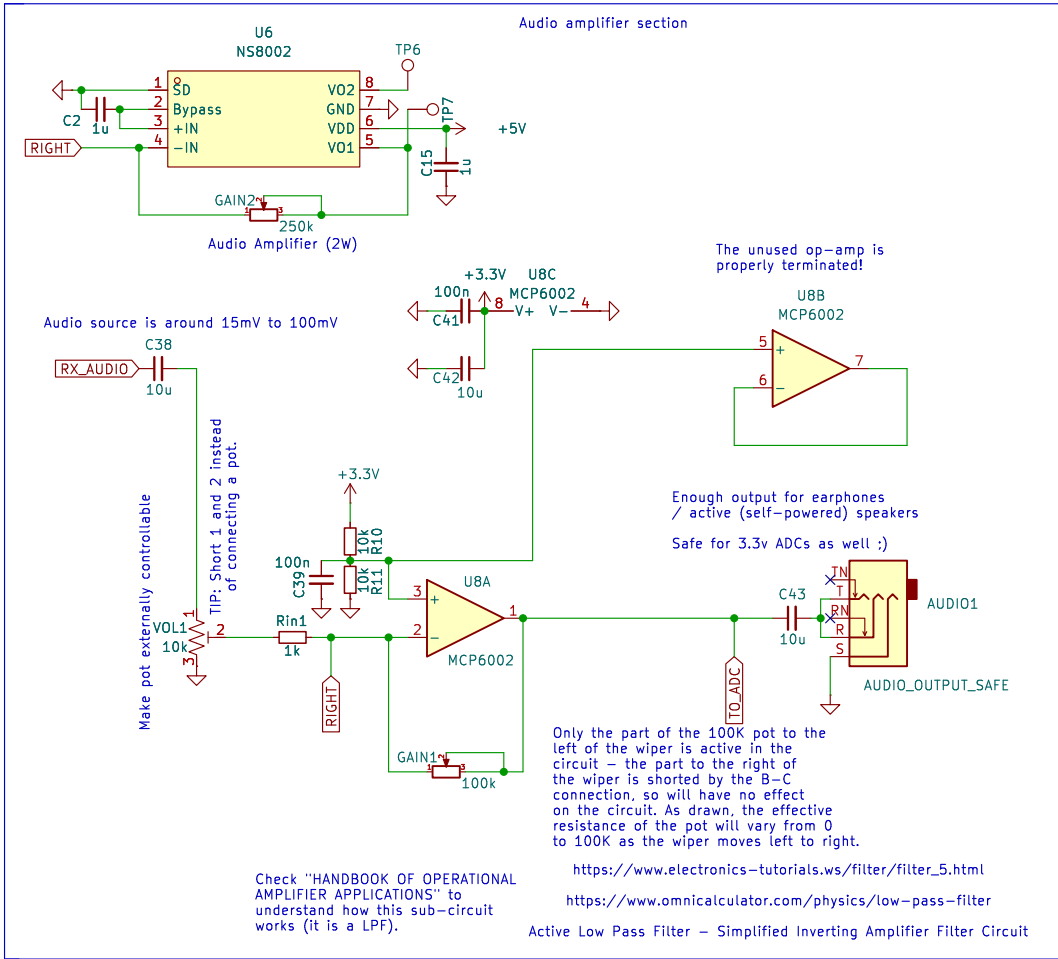 Audio amplifier section
U6
NS8002
TP6
1
SD
VO2
8
2
Bypass
GND
7
TP7
C2
1u
3
+IN
VDD
6
+5V
RIGHT
4
-IN
VO1
5
C15
1u
GAIN2
1
2
3
250k
Audio Amplifier (2W)
The unused op-amp is
properly terminated!
+3.3V
U8C
100n
MCP6002
8
V+
V-
4
C41
U8B
MCP6002
Audio source is around 15mV to 100mV
C38
RX_AUDIO
10u
C42
10u
5
+
6
-
7
TIP: Short 1 and 2 instead
of connecting a pot.
Make pot externally controllable
+3.3V
Enough output for earphones
/ active (self-powered) speakers
Safe for 3.3v ADCs as well ;)
10k
R10
100n
C39
10k
R11
U8A
3
+
1
2
-
MCP6002
VOL1
10k
1
2
3
Rin1
1k
RIGHT
C43
10u
TN
T
RN
R
S
AUDIO1
AUDIO_OUTPUT_SAFE
TO_ADC
GAIN1
1
2
3
100k
Only the part of the 100K pot to the
left of the wiper is active in the
circuit - the part to the right of
the wiper is shorted by the B-C
connection, so will have no effect
on the circuit. As drawn, the effective
resistance of the pot will vary from 0
to 100K as the wiper moves left to right.
https://www.electronics-tutorials.ws/filter/filter_5.html
Check "HANDBOOK OF OPERATIONAL
AMPLIFIER APPLICATIONS" to
understand how this sub-circuit
works (it is a LPF).
https://www.omnicalculator.com/physics/low-pass-filter
Active Low Pass Filter - Simplified Inverting Amplifier Filter Circuit